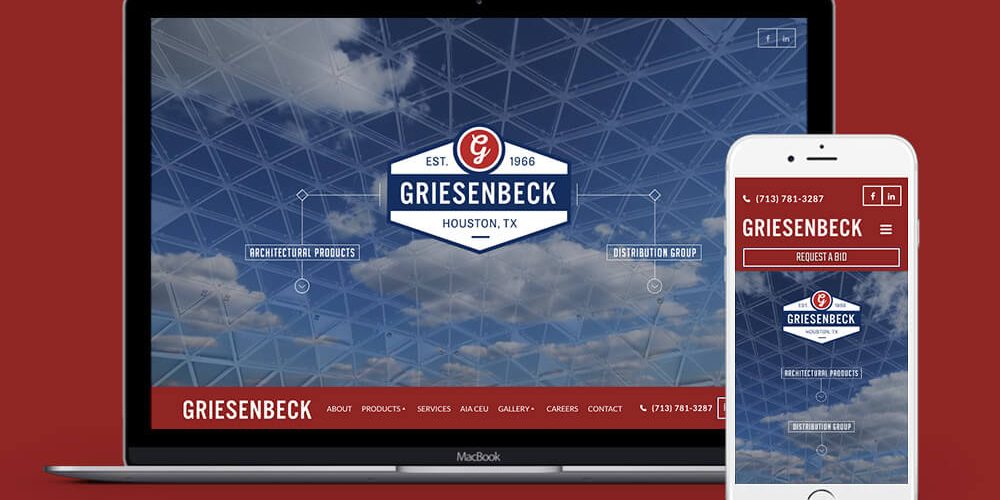 f in
G
EST. 1966
GRIESENBECK
HOUSTON, TX
ARCHITECTURAL PRODUCTS
DISTRIBUTION GROUP
GRIESENBECK ABOUT PRODUCTS SERVICES AIA CEU GALLERY CAREERS CONTACT (713) 781-3287
MacBook
(713) 781-3287 f in
GRIESENBECK
REQUEST A BID
G
EST. 1966
GRIESENBECK
HOUSTON, TX
ARCHITECTURAL PRODUCTS
DISTRIBUTION GROUP